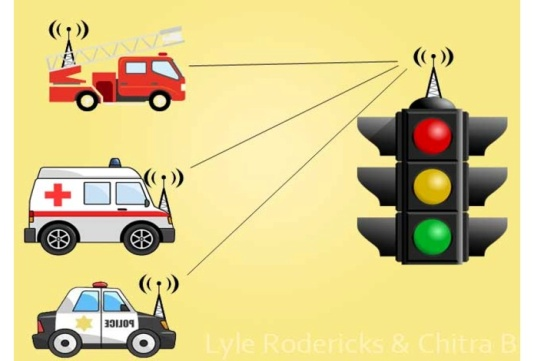 POLICE
Lyle Rodericks & Chitra B